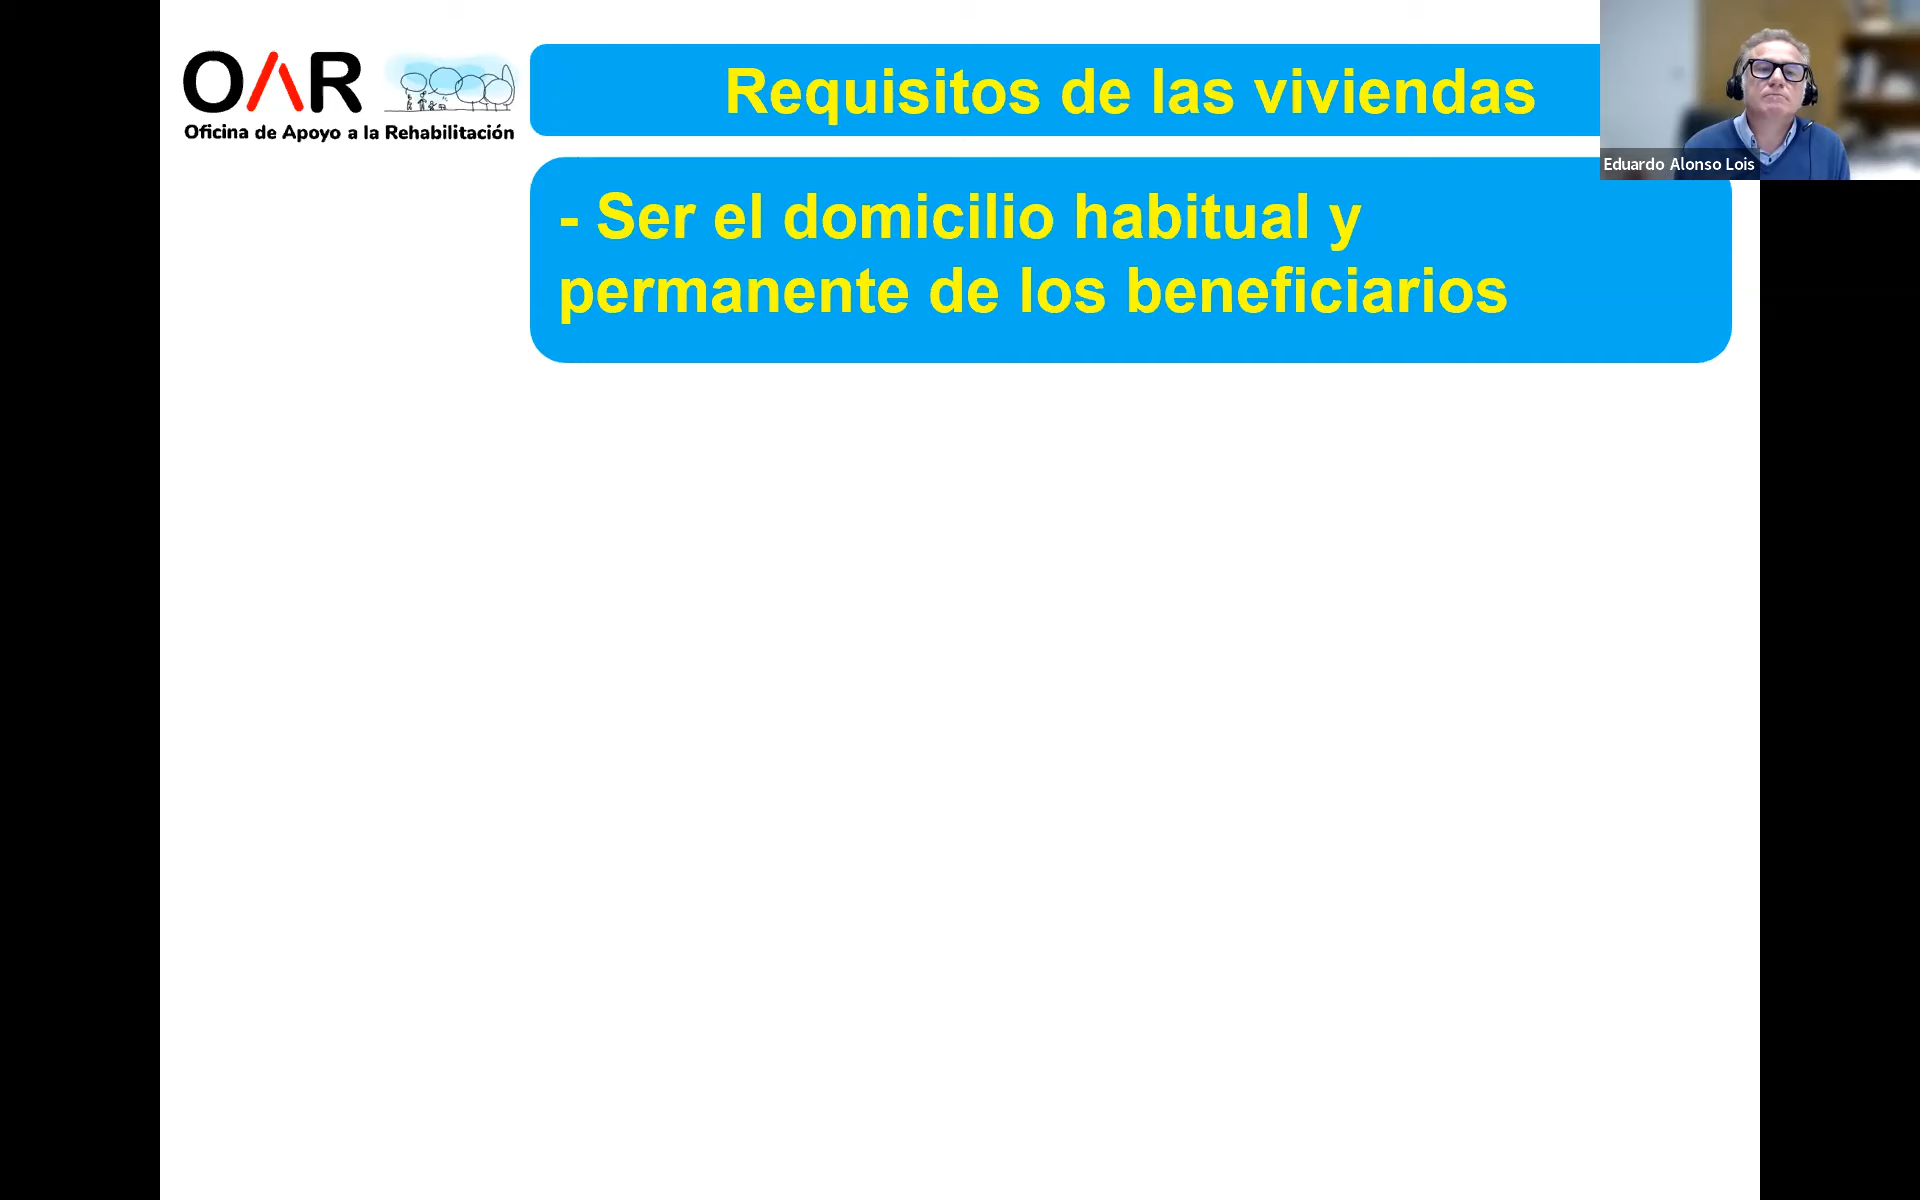 OAR
Oficina de Apoyo a la Rehabilitación
Requisitos de las viviendas
Eduardo Alonso Lois
- Ser el domicilio habitual y
permanente de los beneficiarios